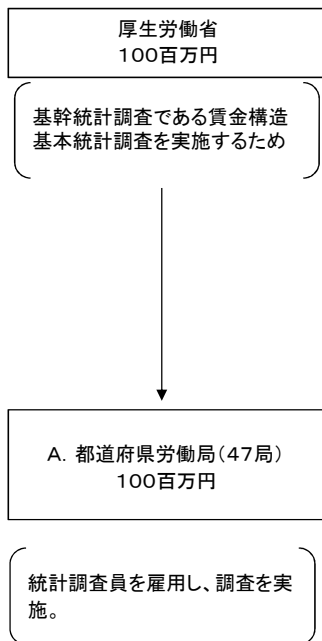 厚生労働省
100百万円
基幹統計調査である賃金構造
基本統計調査を実施するため
A. 都道府県労働局(47局)
100百万円
統計調査員を雇用し、調査を実
施。